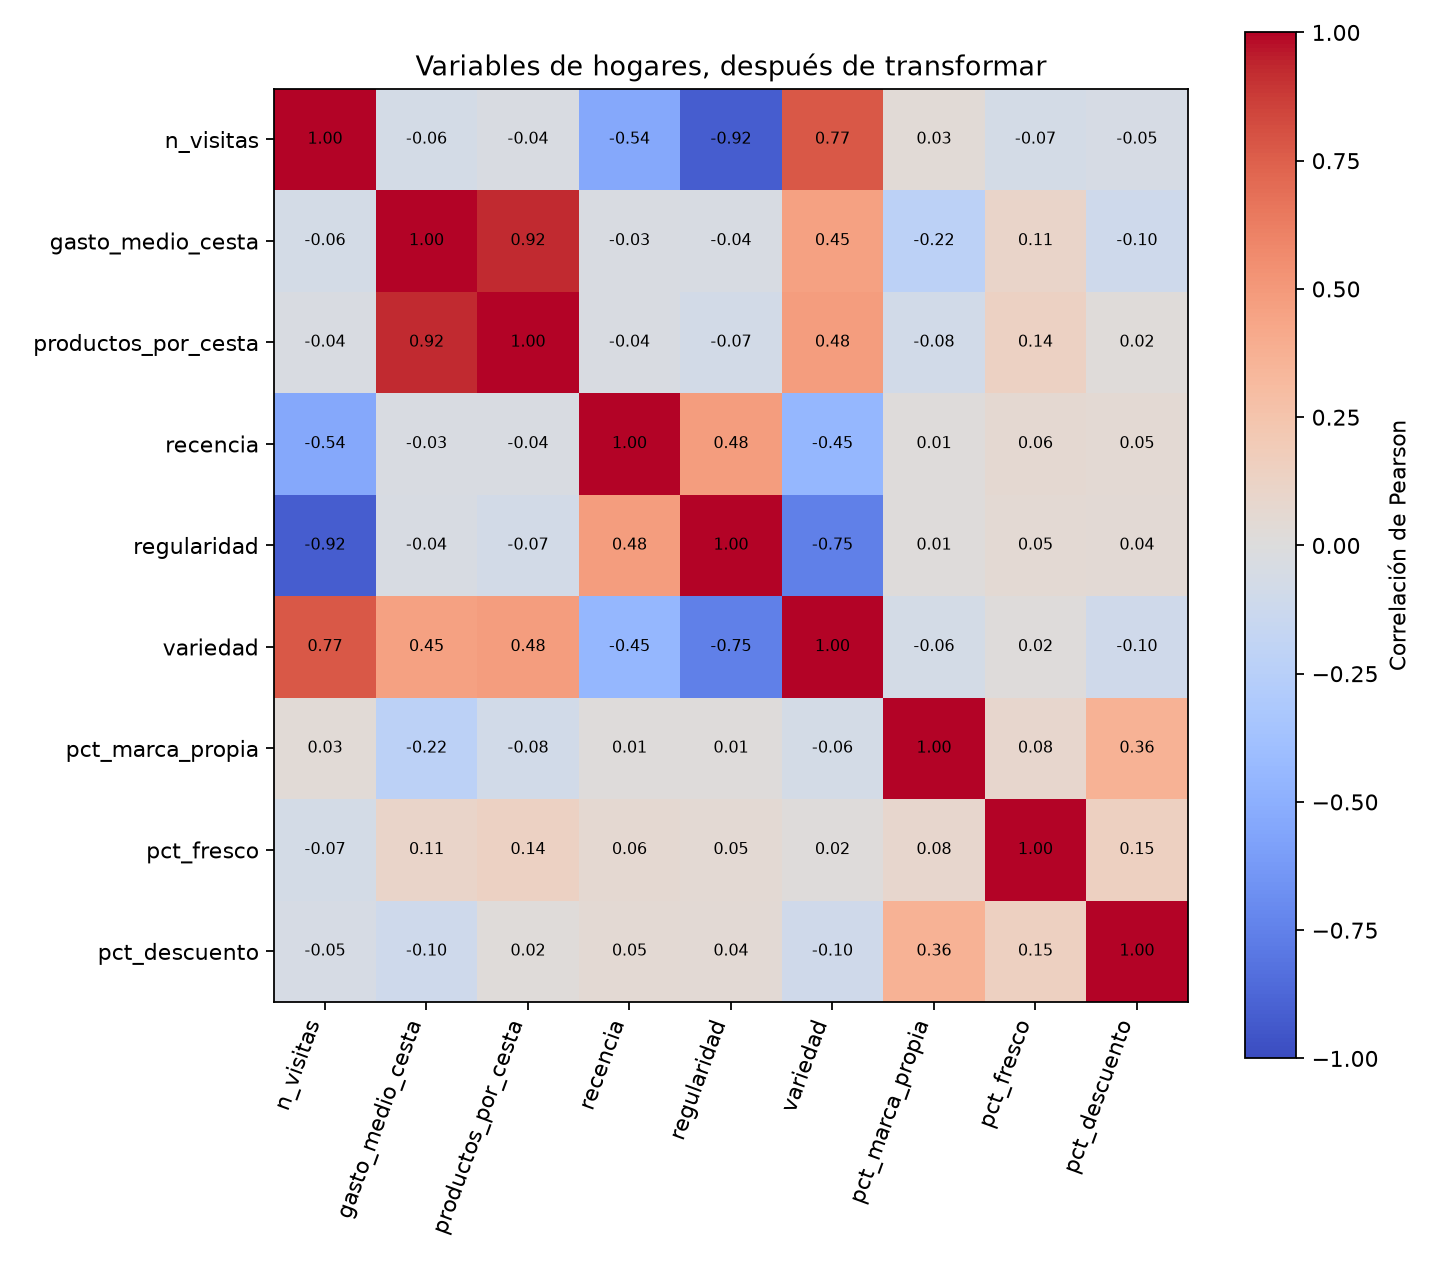 Variables de hogares, después de transformar
n_visitas 1.00 -0.06 -0.04 -0.54 -0.92 0.77 0.03 -0.07 -0.05
gasto_medio_cesta -0.06 1.00 0.92 -0.03 -0.04 0.45 -0.22 0.11 -0.10
productos_por_cesta -0.04 0.92 1.00 -0.04 -0.07 0.48 -0.08 0.14 0.02
recencia -0.54 -0.03 -0.04 1.00 0.48 -0.45 0.01 0.06 0.05
regularidad -0.92 -0.04 -0.07 0.48 1.00 -0.75 0.01 0.05 0.04
variedad 0.77 0.45 0.48 -0.45 -0.75 1.00 -0.06 0.02 -0.10
pct_marca_propia 0.03 -0.22 -0.08 0.01 0.01 -0.06 1.00 0.08 0.36
pct_fresco -0.07 0.11 0.14 0.06 0.05 0.02 0.08 1.00 0.15
pct_descuento -0.05 -0.10 0.02 0.05 0.04 -0.10 0.36 0.15 1.00
n_visitas
gasto_medio_cesta
productos_por_cesta
recencia
regularidad
variedad
pct_marca_propia
pct_fresco
pct_descuento
1.00
0.75
0.50
0.25
0.00
−0.25
−0.50
−0.75
−1.00
Correlación de Pearson